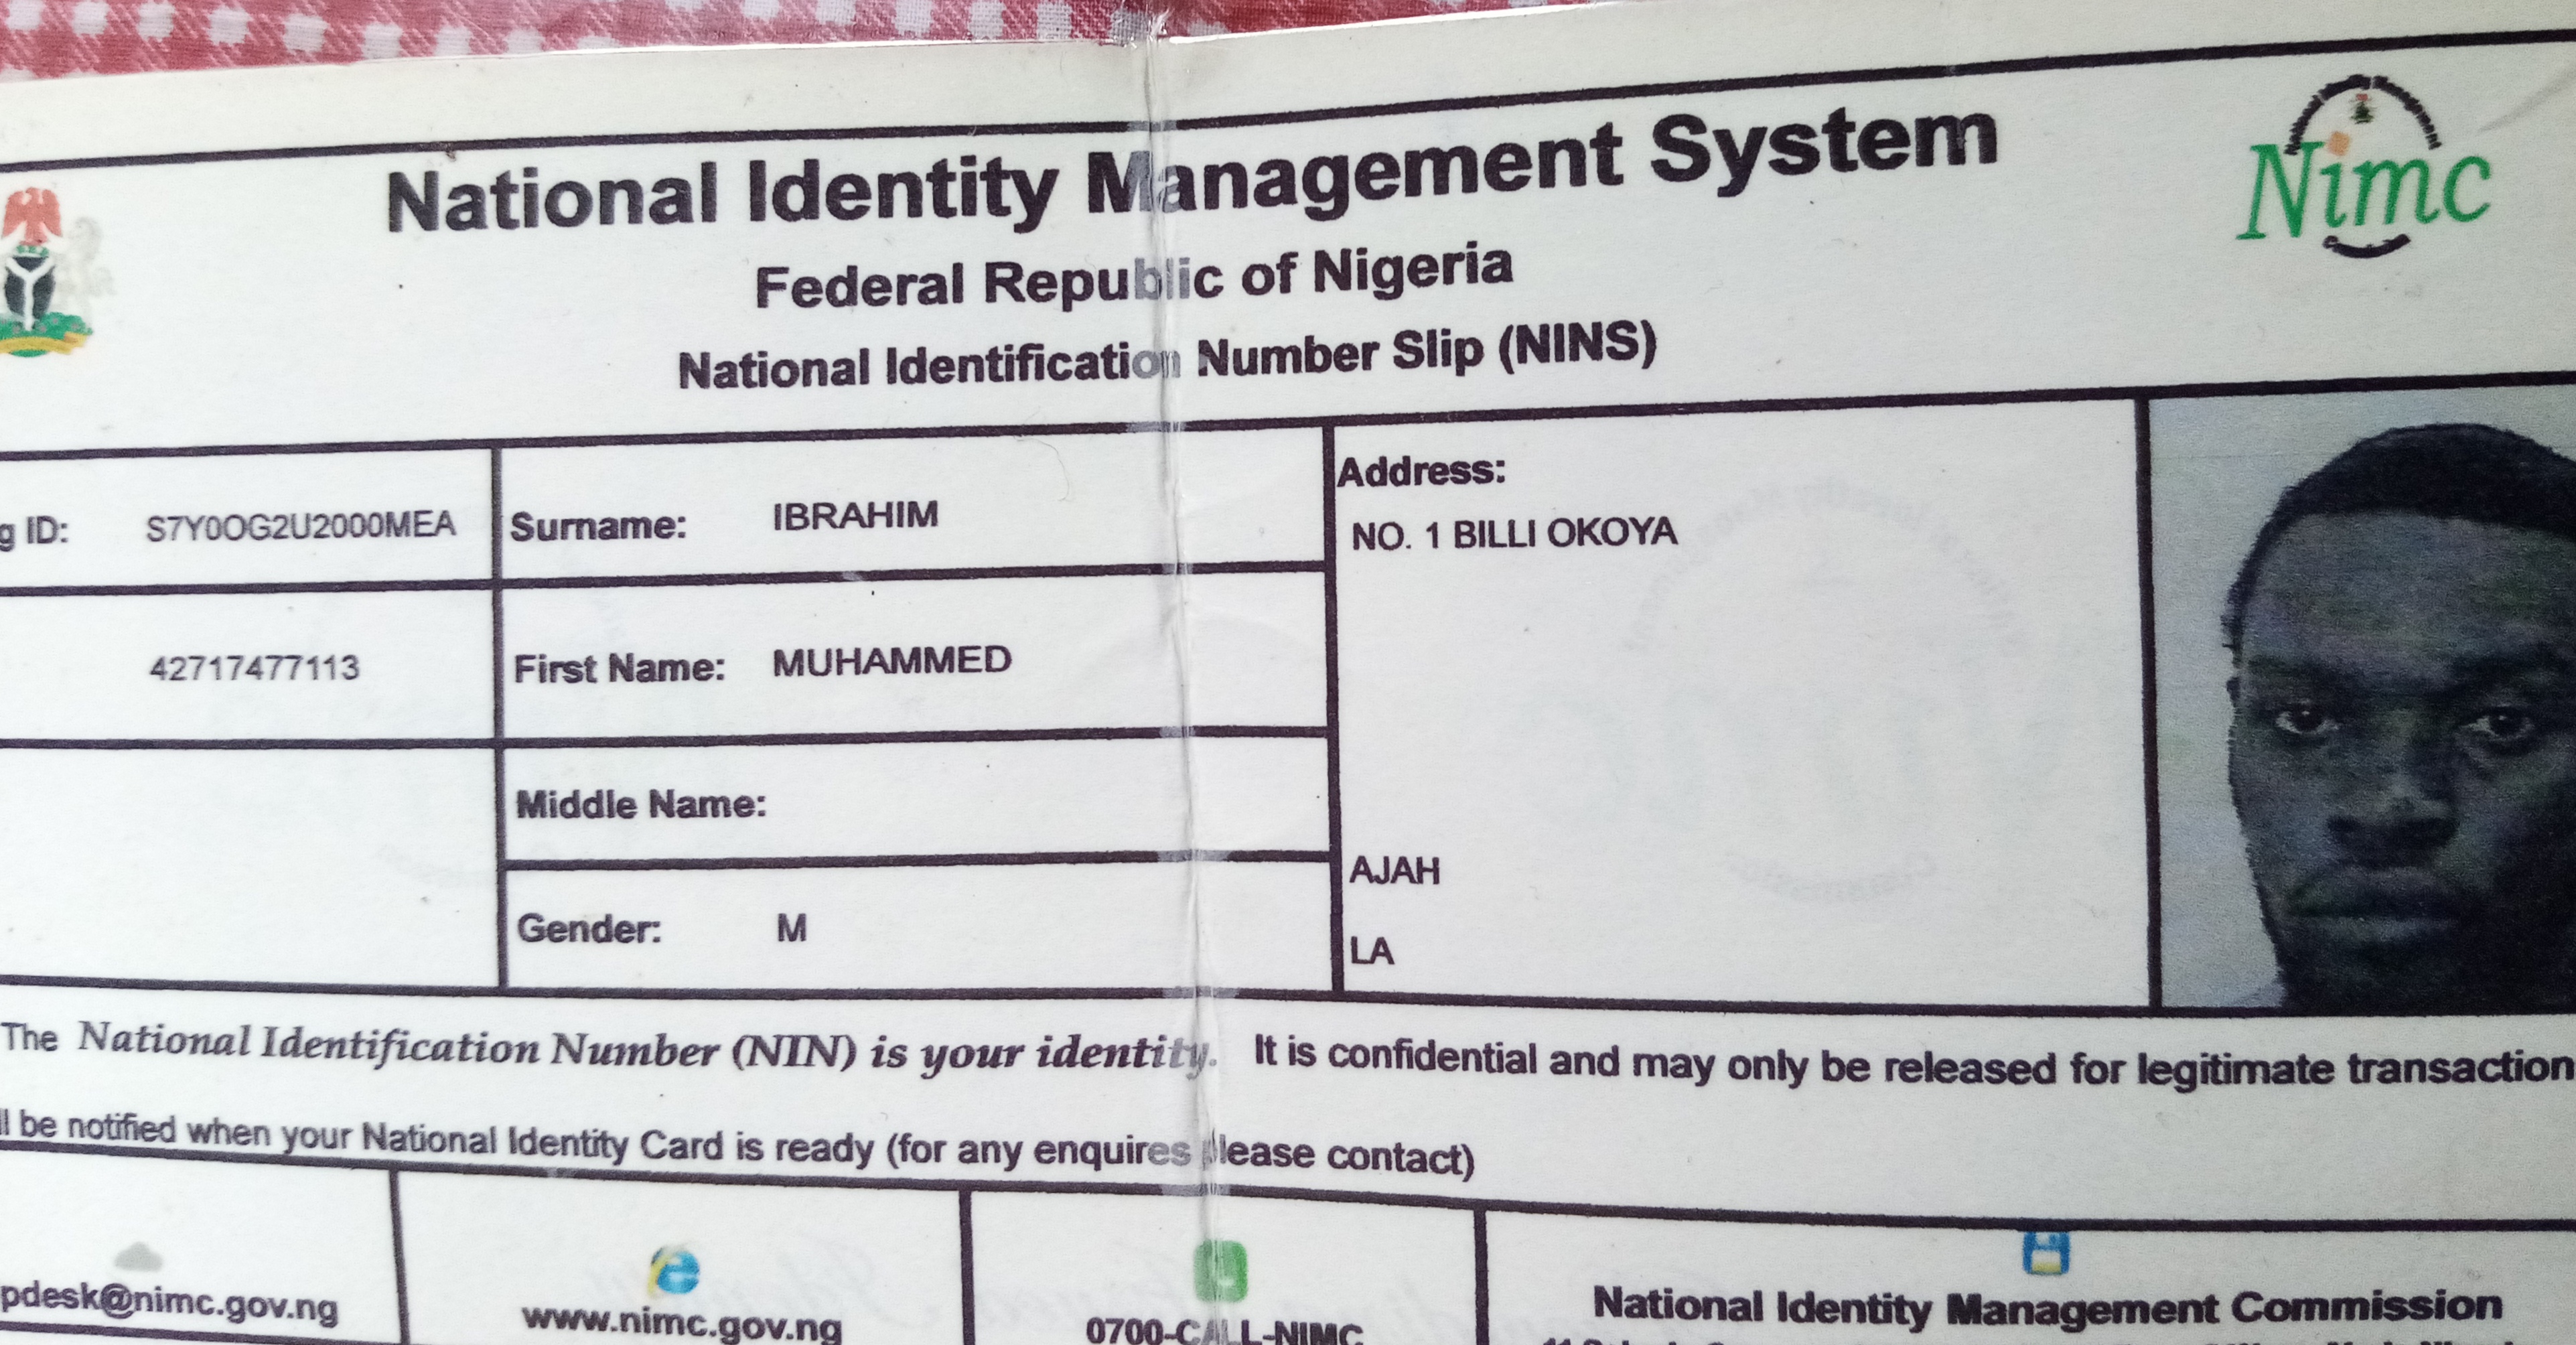 National Identity Management System
Nimc
Federal Republic of Nigeria
National Identification Number Slip (NINS)
g ID: S7Y0OG2U2000MEA
Surname: IBRAHIM
Address:
NO. 1 BILLI OKOYA
42717477113
First Name: MUHAMMED
Middle Name:
AJAH
Gender: M
LA
The National Identification Number (NIN) is your identity. It is confidential and may only be released for legitimate transaction
ll be notified when your National Identity Card is ready (for any enquires please contact)
pdesk@nimc.gov.ng
www.nimc.gov.ng
0700-CALL-NIMC
National Identity Management Commission